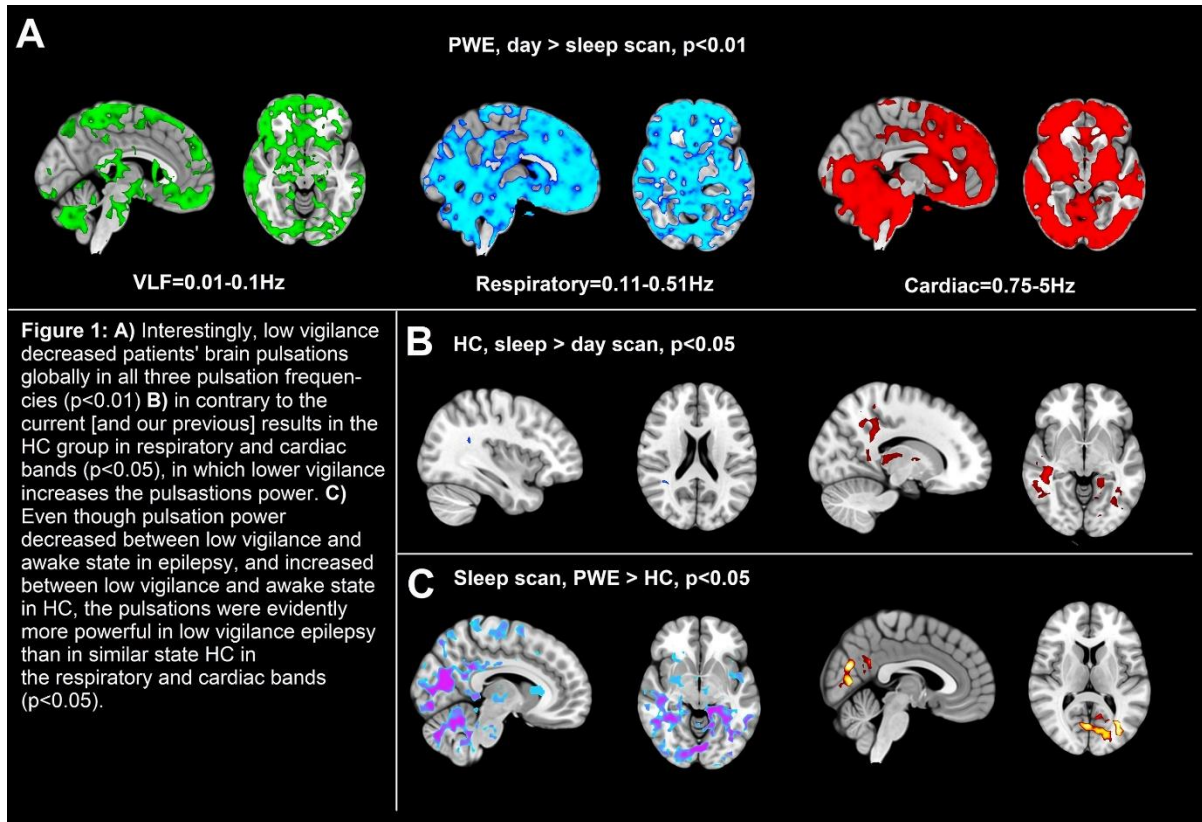 A
PWE, day > sleep scan, p<0.01
VLF=0.01-0.1Hz
Respiratory=0.11-0.51Hz
Cardiac=0.75-5Hz
Figure 1: A) Interestingly, low vigilance
decreased patients' brain pulsations
globally in all three pulsation frequen-
cies (p<0.01) B) in contrary to the
current [and our previous] results in the
HC group in respiratory and cardiac
bands (p<0.05), in which lower vigilance
increases the pulsastions power. C)
Even though pulsation power
decreased between low vigilance and
awake state in epilepsy, and increased
between low vigilance and awake state
in HC, the pulsations were evidently
more powerful in low vigilance epilepsy
than in similar state HC in
the respiratory and cardiac bands
(p<0.05).
B HC, sleep > day scan, p<0.05
C Sleep scan, PWE > HC, p<0.05